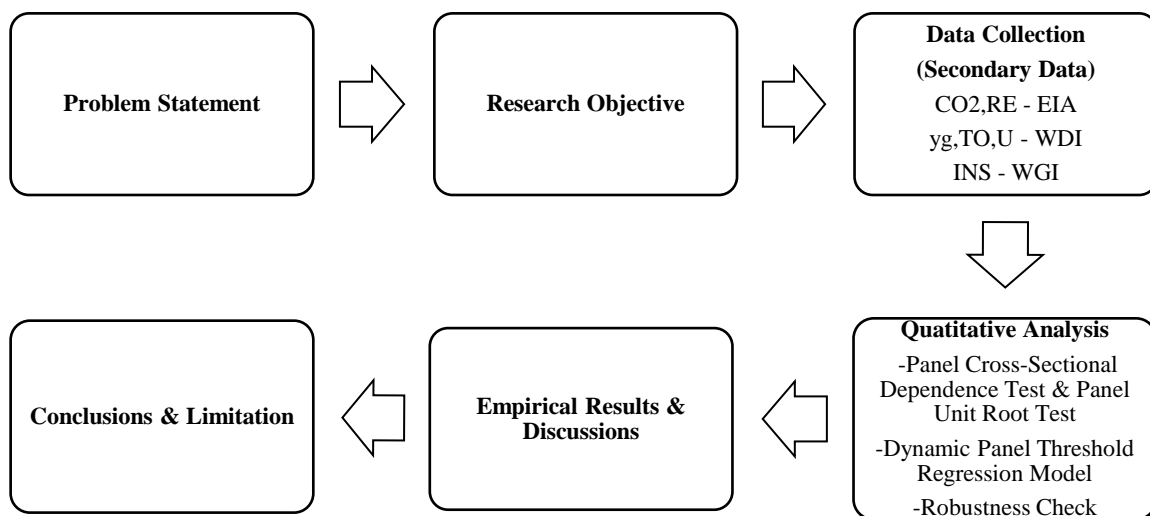 Problem Statement
Research Objective
Data Collection
(Secondary Data)
CO2,RE - EIA
yg,TO,U - WDI
INS - WGI
Quatitative Analysis
-Panel Cross-Sectional
Dependence Test & Panel
Unit Root Test
-Dynamic Panel Threshold
Regression Model
-Robustness Check
Empirical Results &
Discussions
Conclusions & Limitation